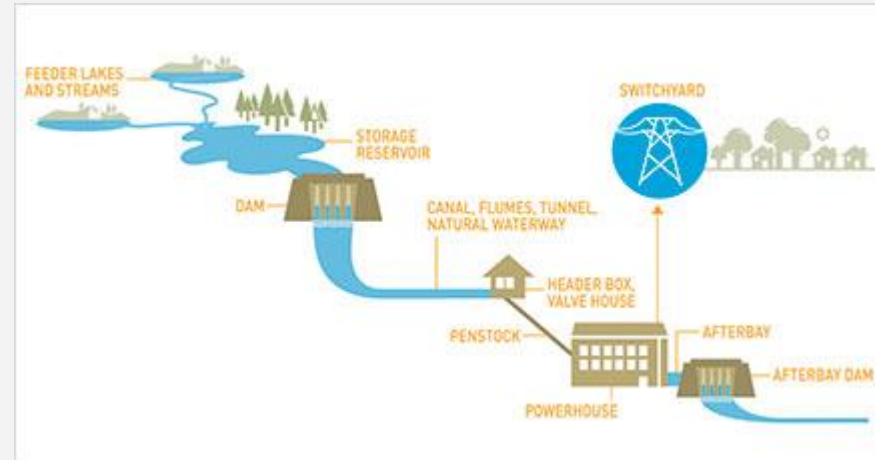 FEEDER LAKES
AND STREAMS
SWITCHYARD
STORAGE
RESERVOIR
DAM
CANAL, FLUMES, TUNNEL,
NATURAL WATERWAY
HEADER BOX,
VALVE HOUSE
PENSTOCK
AFTERBAY
AFTERBAY DAM
POWERHOUSE